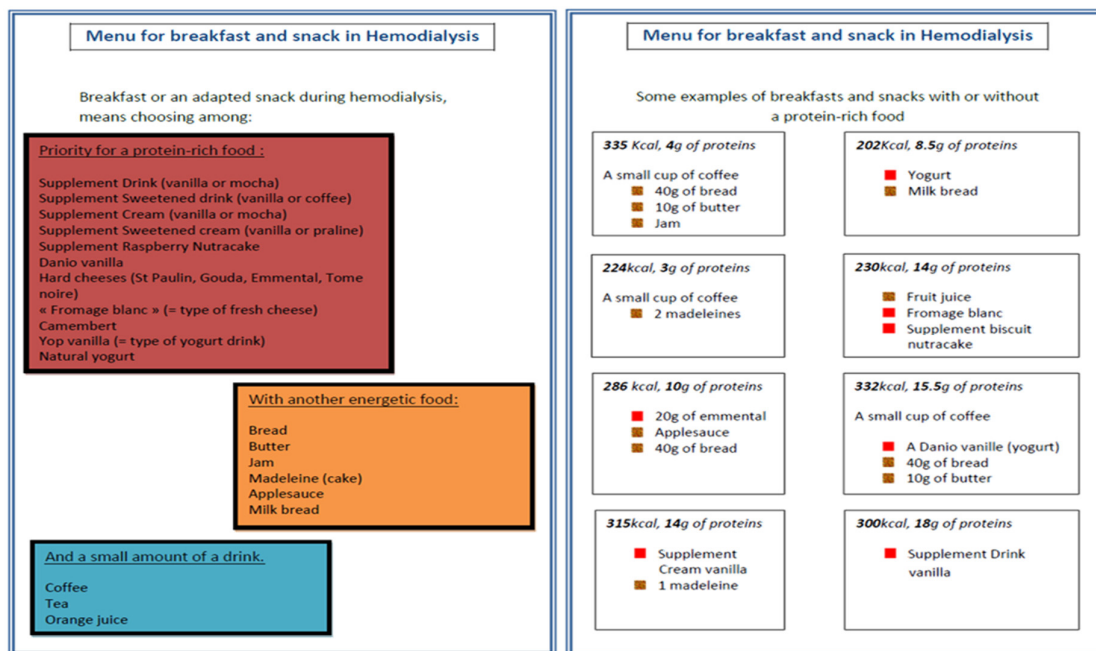 Menu for breakfast and snack in Hemodialysis
Breakfast or an adapted snack during hemodialysis,
means choosing among:
Priority for a protein-rich food :
Supplement Drink (vanilla or mocha)
Supplement Sweetened drink (vanilla or coffee)
Supplement Cream (vanilla or mocha)
Supplement Sweetened cream (vanilla or praline)
Supplement Raspberry Nutracake
Danio vanilla
Hard cheeses (St Paulin, Gouda, Emmental, Tome
noire)
« Fromage blanc » (= type of fresh cheese)
Camembert
Yop vanilla (= type of yogurt drink)
Natural yogurt
With another energetic food:
Bread
Butter
Jam
Madeleine (cake)
Applesauce
Milk bread
And a small amount of a drink.
Coffee
Tea
Orange juice
Menu for breakfast and snack in Hemodialysis
Some examples of breakfasts and snacks with or without
a protein-rich food
335 Kcal, 4g of proteins
A small cup of coffee
40g of bread
10g of butter
Jam
202Kcal, 8.5g of proteins
Yogurt
Milk bread
224kcal, 3g of proteins
A small cup of coffee
2 madeleines
230kcal, 14g of proteins
Fruit juice
Fromage blanc
Supplement biscuit
nutracake
286 kcal, 10g of proteins
20g of emmental
Applesauce
40g of bread
332kcal, 15.5g of proteins
A small cup of coffee
A Danio vanille (yogurt)
40g of bread
10g of butter
315kcal, 14g of proteins
Supplement
Cream vanilla
1 madeleine
300kcal, 18g of proteins
Supplement Drink
vanilla